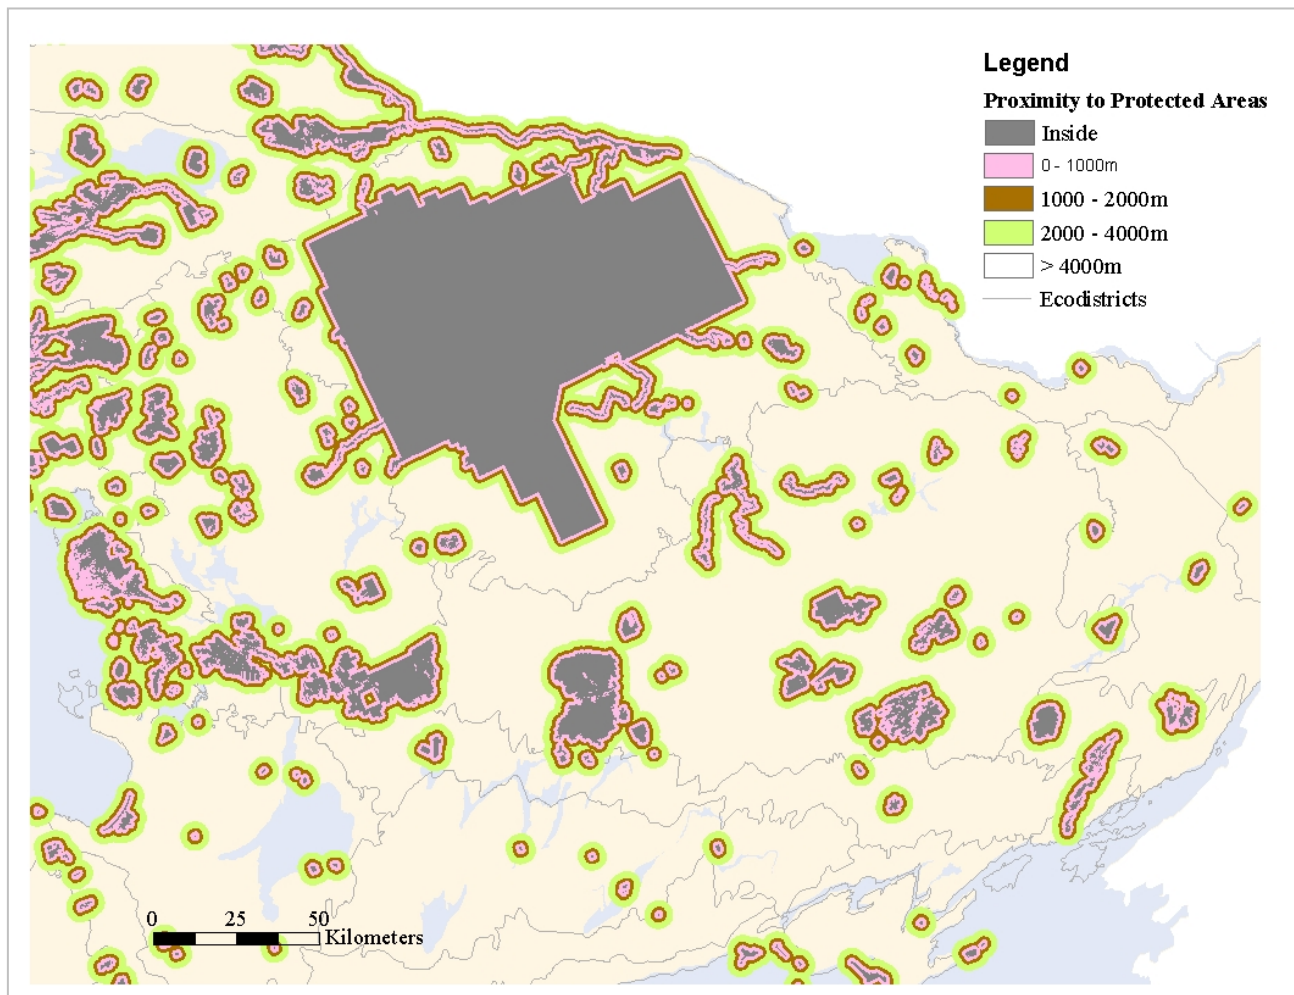 Legend
Proximity to Protected Areas
Inside
0 - 1000m
1000 - 2000m
2000 - 4000m
> 4000m
Ecodistricts
0 25 50
Kilometers